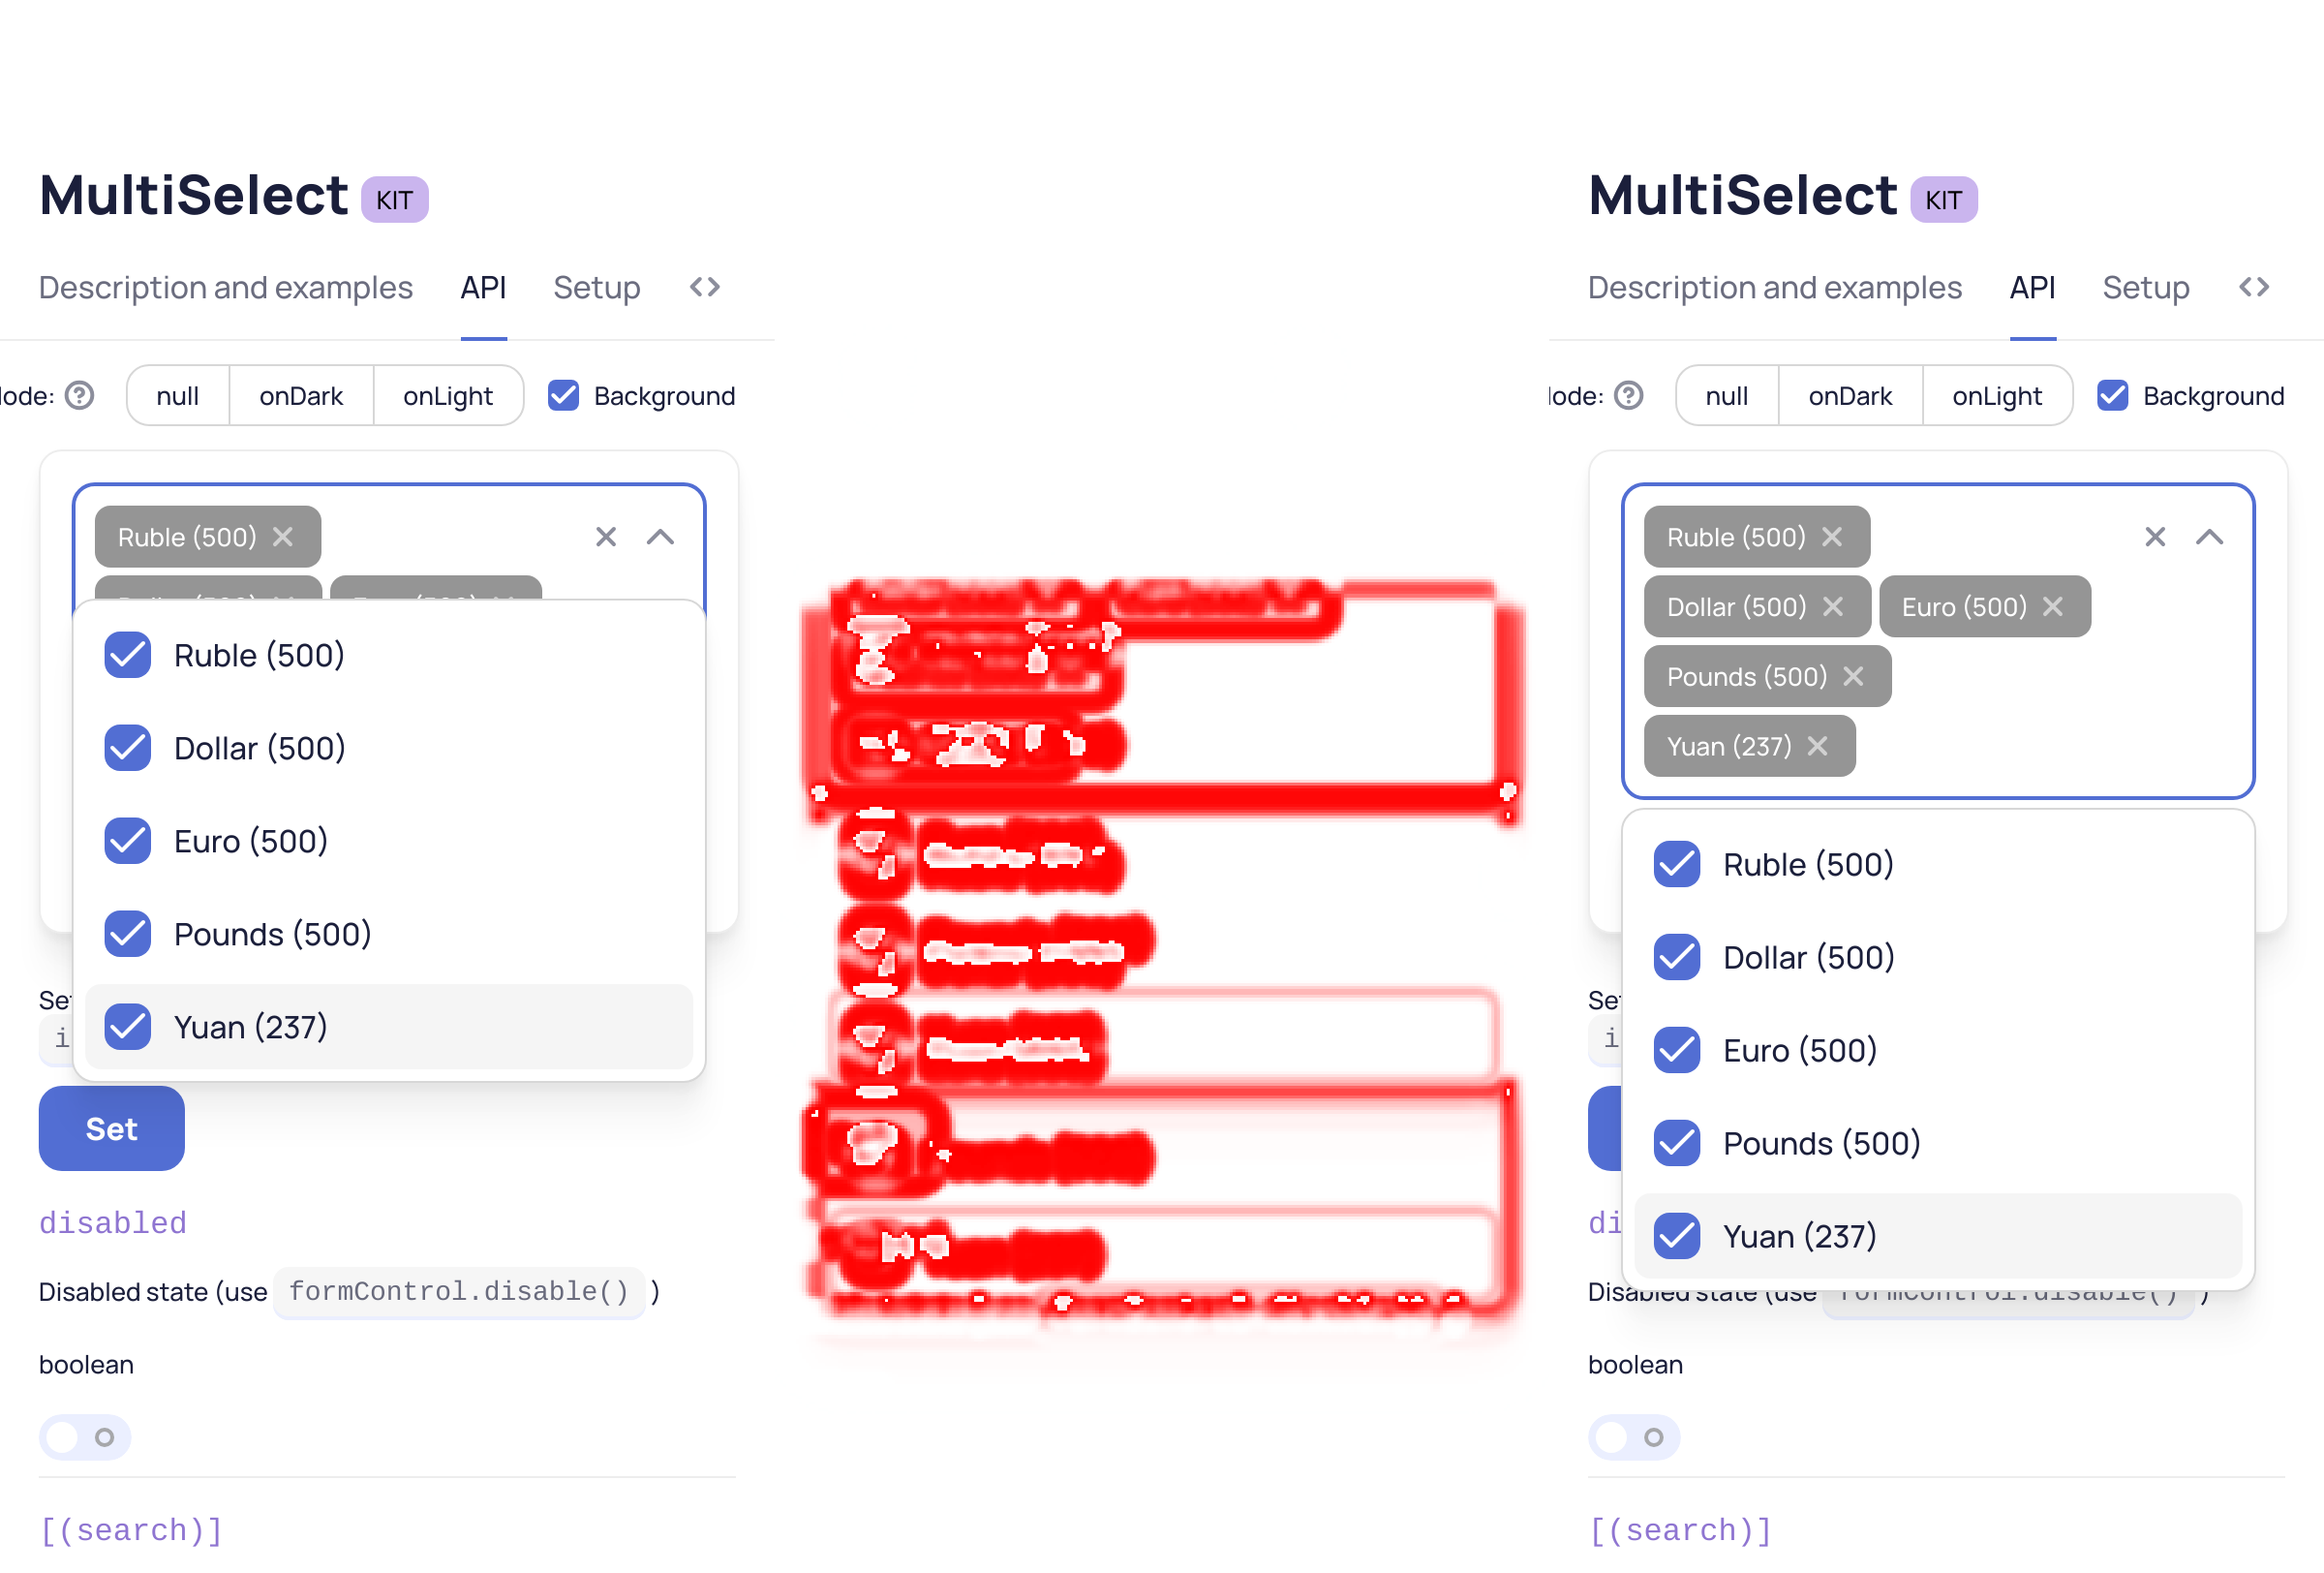 MultiSelect KIT
Description and examples API Setup
lode: null onDark onLight Background
Ruble (500)
Ruble (500)
Dollar (500)
Euro (500)
Pounds (500)
Yuan (237)
Set
disabled
Disabled state (use formControl.disable() )
boolean
[(search)]
MultiSelect KIT
Description and examples API Setup
lode: null onDark onLight Background
Ruble (500)
Dollar (500) Euro (500)
Pounds (500)
Yuan (237)
Ruble (500)
Dollar (500)
Euro (500)
Pounds (500)
Yuan (237)
di
Disabled state (use formControl.disable() )
boolean
[(search)]